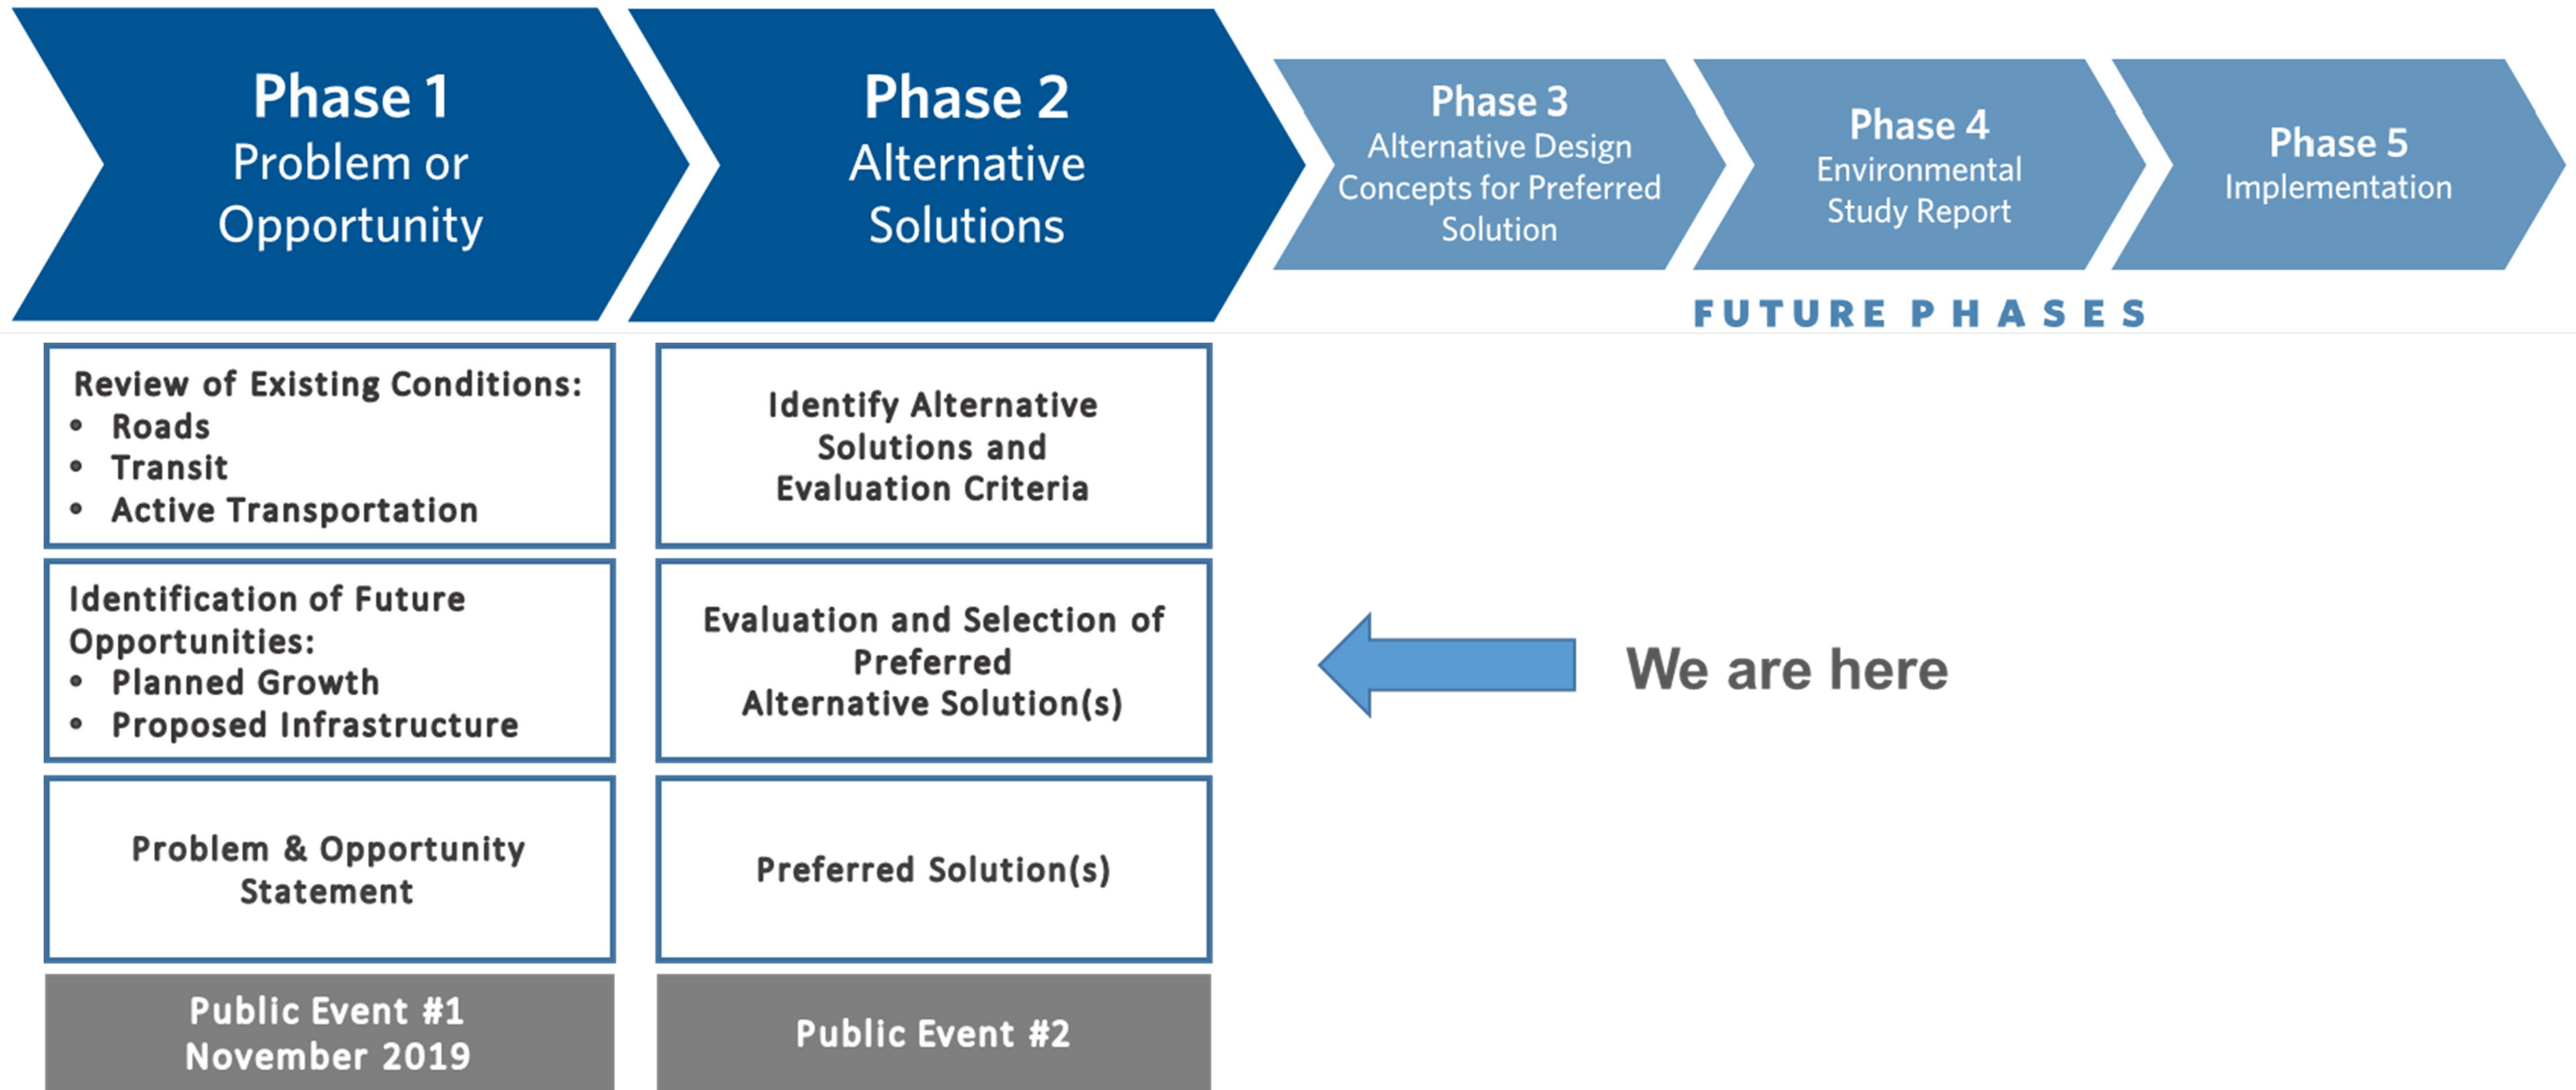 Phase 1
Problem or
Opportunity
Phase 2
Alternative
Solutions
Phase 3
Alternative Design
Concepts for Preferred
Solution
Phase 4
Environmental
Study Report
Phase 5
Implementation
FUTURE PHASES
Review of Existing Conditions:
• Roads
• Transit
• Active Transportation
Identification of Future
Opportunities:
• Planned Growth
• Proposed Infrastructure
Problem & Opportunity
Statement
Public Event #1
November 2019
Identify Alternative
Solutions and
Evaluation Criteria
Evaluation and Selection of
Preferred
Alternative Solution(s)
Preferred Solution(s)
Public Event #2
We are here